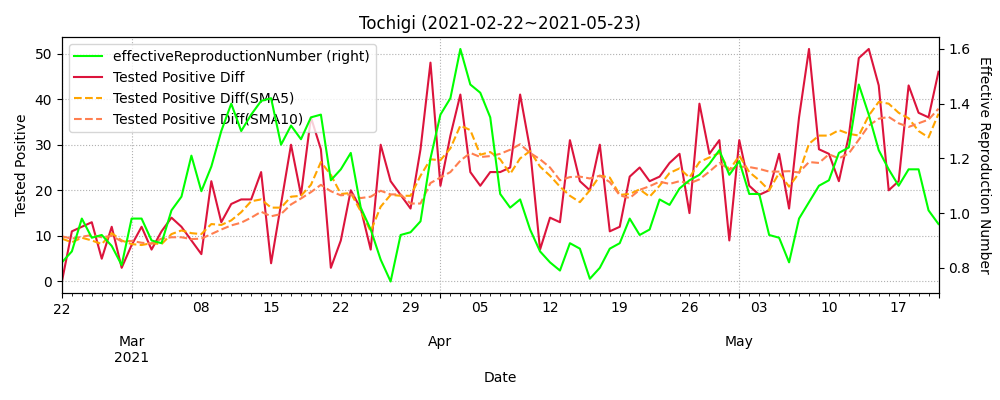 Tochigi (2021-02-22~2021-05-23)
effectiveReproductionNumber (right)
Tested Positive Diff
Tested Positive Diff(SMA5)
Tested Positive Diff(SMA10)
Tested Positive
50
40
30
20
10
0
1.6
1.4
1.2
1.0
0.8
Effective Reproduction Number
22 08 15 22 29 05 12 19 26 03 10 17
Mar Apr May
2021
Date